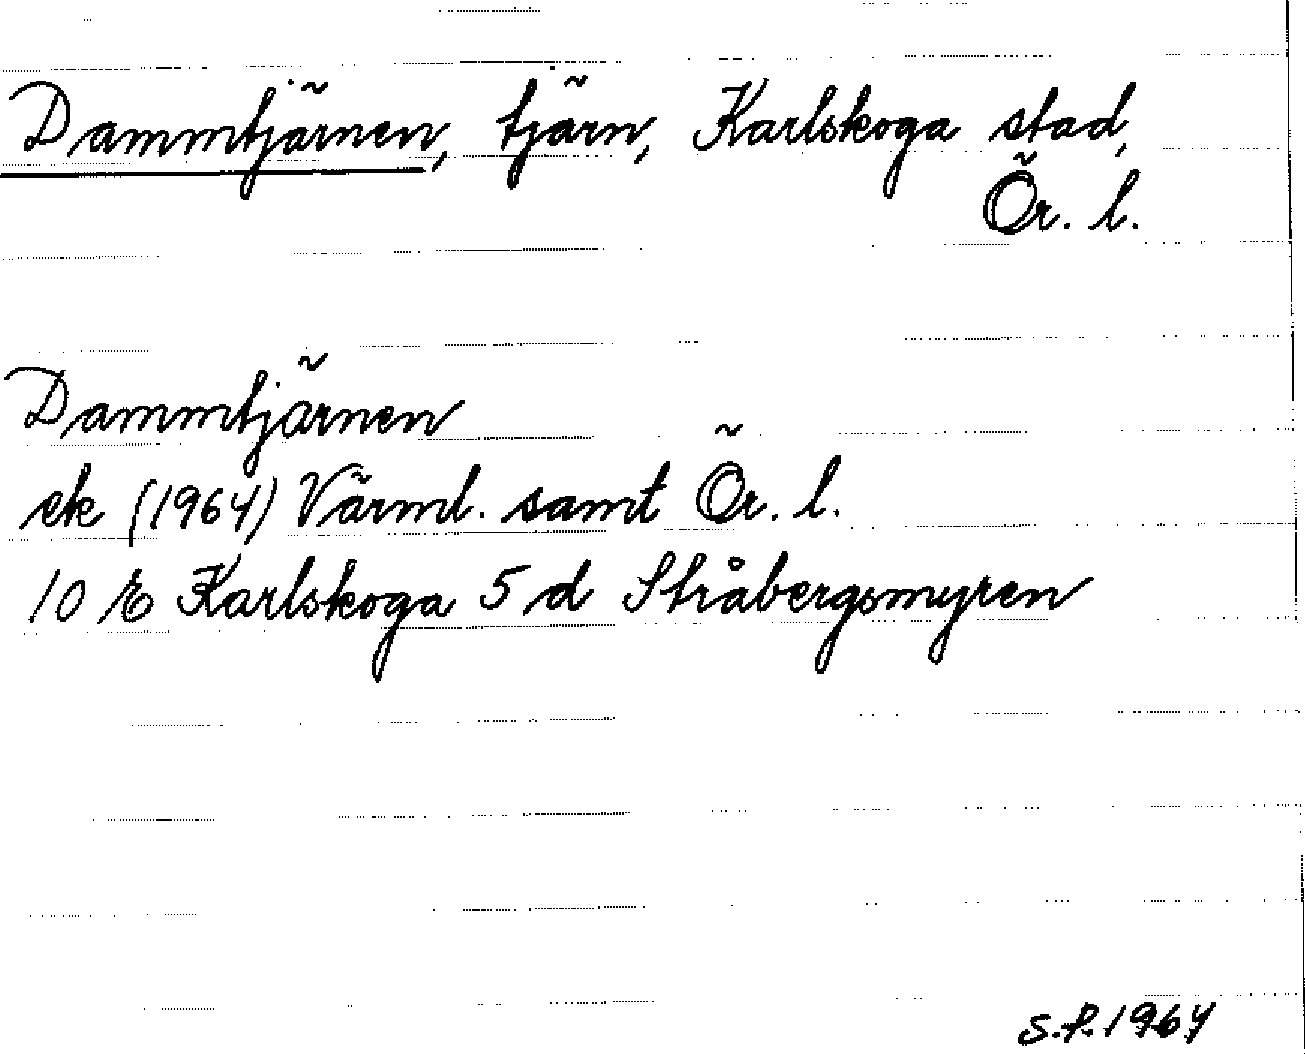 Dammtjärnen, tjärn, Karlskoga stad,
Ör. l.
Dammtjärnen
ek (1964) Värml. samt Ör. l.
10 E Karlskoga 5 d Stråbergsmyren
S.P. 1964